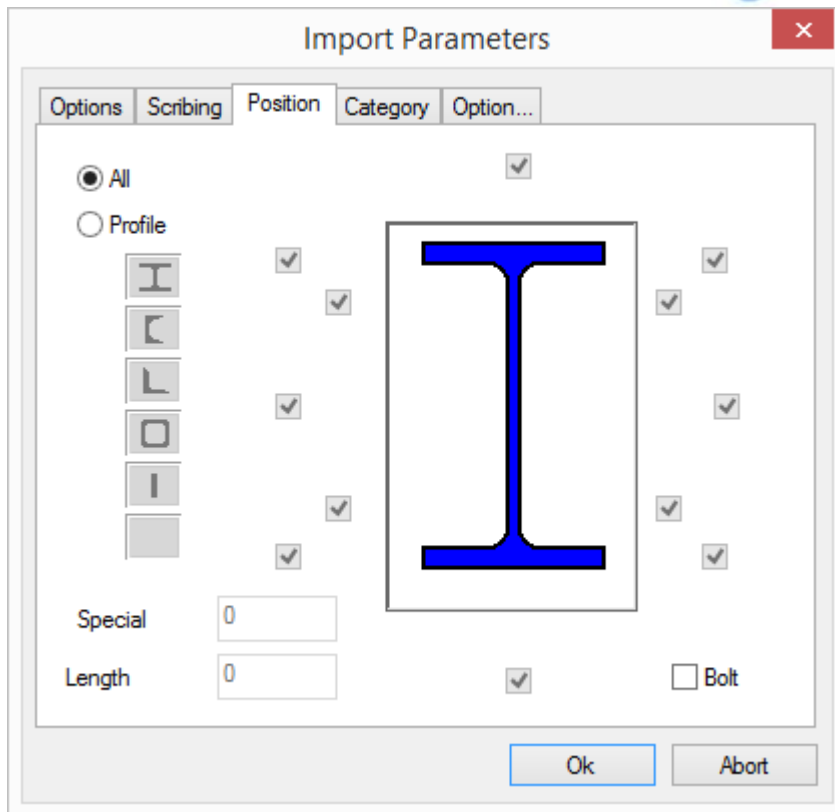 Import Parameters
Options Scribing Position Category Option...
All
Profile
Special 0
Length 0
Bolt
Ok Abort